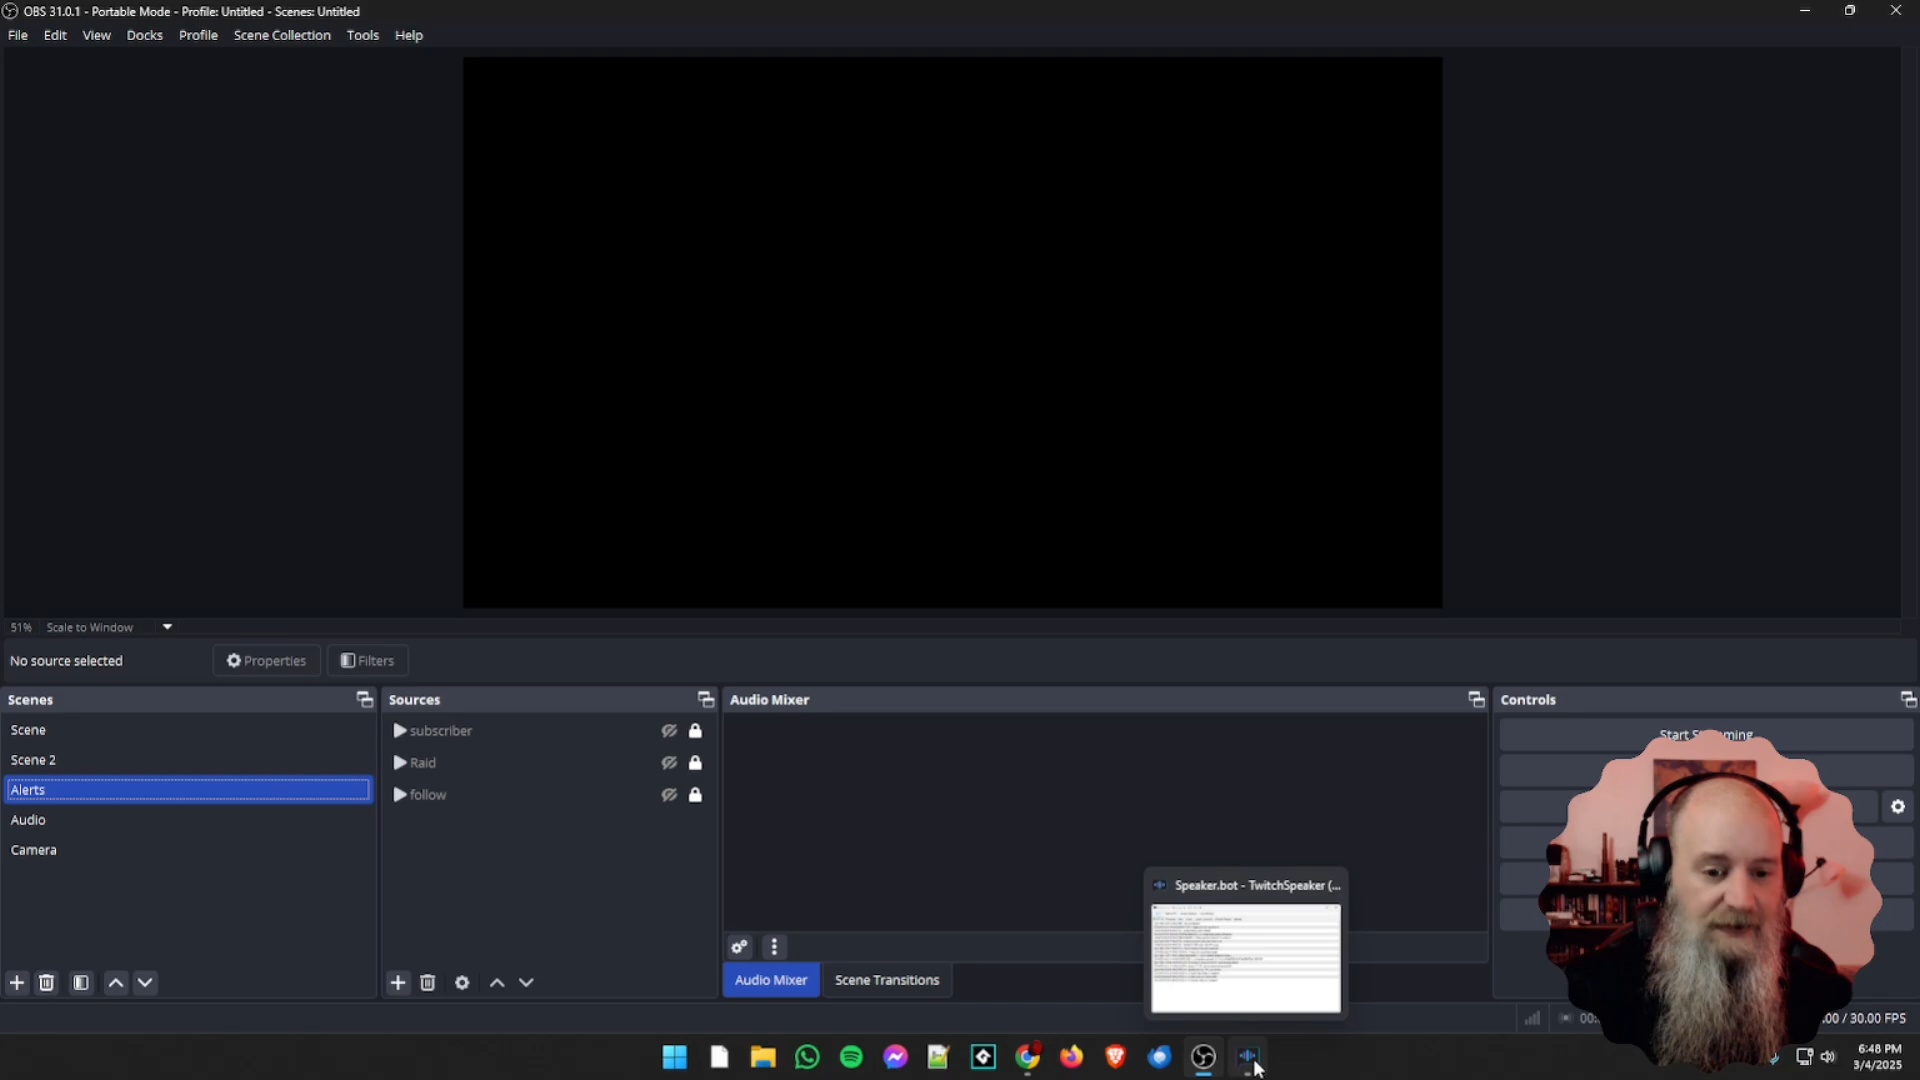 OBS 31.0.1 - Portable Mode - Profile: Untitled - Scenes: Untitled
File Edit View Docks Profile Scene Collection Tools Help
51% Scale to Window
No source selected Properties Filters
Scenes Sources Audio Mixer Controls
Scene
Scene 2
Alerts
Audio
Camera
subscriber
Raid
follow
Start
Speaker.bot - TwitchSpeaker (...
Audio Mixer Scene Transitions
/ 30.00 FPS
6:48 PM
3/4/2025